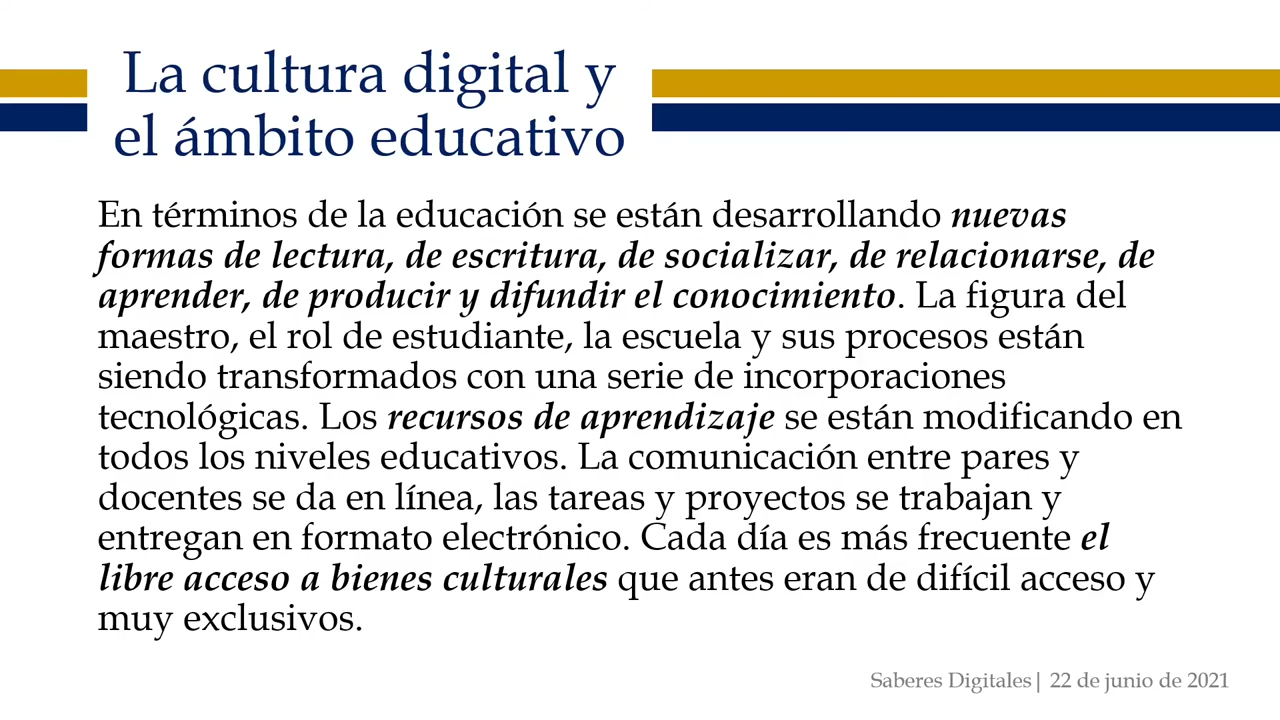 La cultura digital y
el ámbito educativo
En términos de la educación se están desarrollando nuevas
formas de lectura, de escritura, de socializar, de relacionarse, de
aprender, de producir y difundir el conocimiento. La figura del
maestro, el rol de estudiante, la escuela y sus procesos están
siendo transformados con una serie de incorporaciones
tecnológicas. Los recursos de aprendizaje se están modificando en
todos los niveles educativos. La comunicación entre pares y
docentes se da en línea, las tareas y proyectos se trabajan y
entregan en formato electrónico. Cada día es más frecuente el
libre acceso a bienes culturales que antes eran de difícil acceso y
muy exclusivos.
Saberes Digitales| 22 de junio de 2021